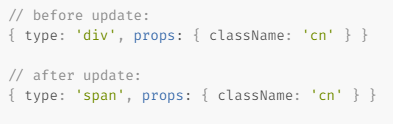 // before update:
{ type: 'div', props: { className: 'cn' } }
// after update:
{ type: 'span', props: { className: 'cn' } }